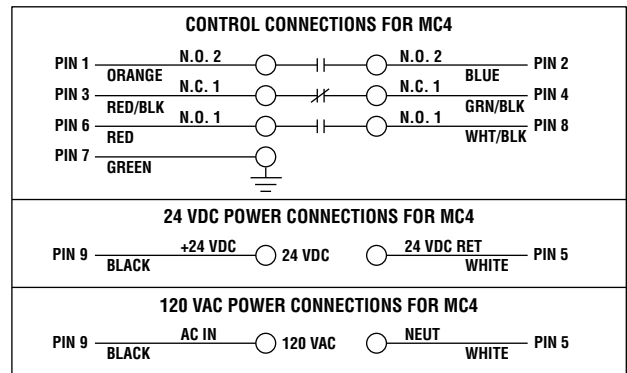 CONTROL CONNECTIONS FOR MC4
PIN 1 N.O. 2 N.O. 2 PIN 2
ORANGE BLUE
PIN 3 N.C. 1 N.C. 1 PIN 4
RED/BLK GRN/BLK
PIN 6 N.O. 1 N.O. 1 PIN 8
RED WHT/BLK
PIN 7
GREEN
24 VDC POWER CONNECTIONS FOR MC4
PIN 9 +24 VDC 24 VDC 24 VDC RET PIN 5
BLACK WHITE
120 VAC POWER CONNECTIONS FOR MC4
PIN 9 AC IN 120 VAC NEUT PIN 5
BLACK WHITE